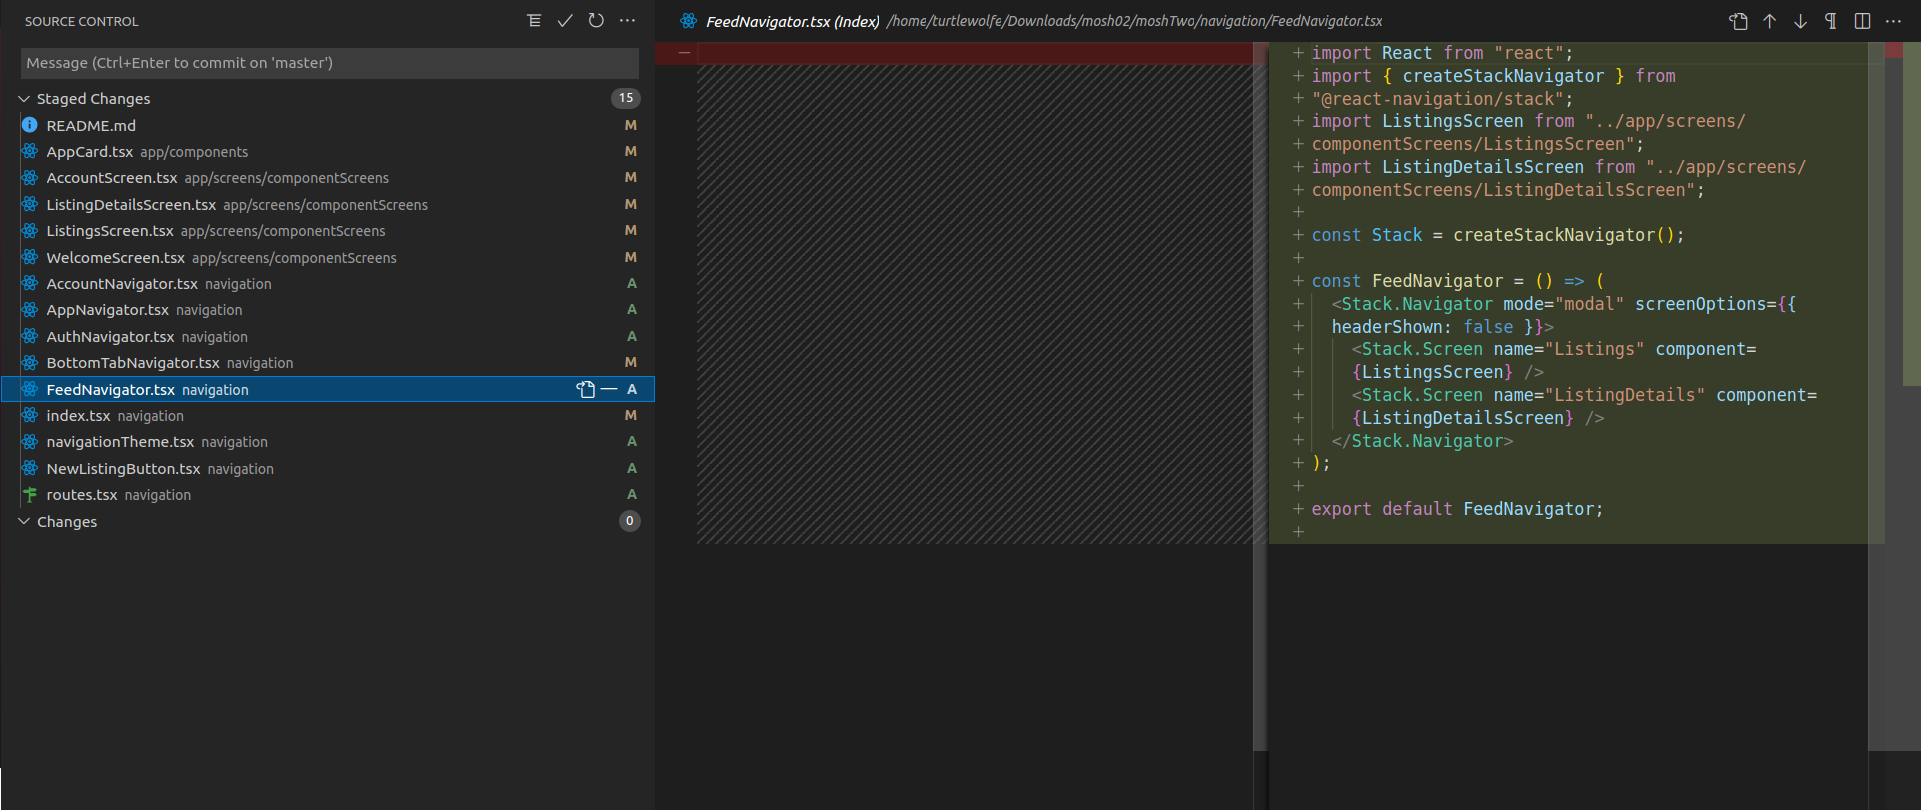 SOURCE CONTROL
Message (Ctrl+Enter to commit on 'master')
Staged Changes 15
README.md M
AppCard.tsx app/components M
AccountScreen.tsx app/screens/componentScreens M
ListingDetailsScreen.tsx app/screens/componentScreens M
ListingsScreen.tsx app/screens/componentScreens M
WelcomeScreen.tsx app/screens/componentScreens M
AccountNavigator.tsx navigation A
AppNavigator.tsx navigation A
AuthNavigator.tsx navigation A
BottomTabNavigator.tsx navigation M
FeedNavigator.tsx navigation A
index.tsx navigation M
navigationTheme.tsx navigation A
NewListingButton.tsx navigation A
routes.tsx navigation A
Changes 0
FeedNavigator.tsx (Index) /home/turtlewolfe/Downloads/mosh02/moshTwo/navigation/FeedNavigator.tsx
−
+ import React from "react";
+ import { createStackNavigator } from
+ "@react-navigation/stack";
+ import ListingsScreen from "../app/screens/
+ componentScreens/ListingsScreen";
+ import ListingDetailsScreen from "../app/screens/
+ componentScreens/ListingDetailsScreen";
+
+ const Stack = createStackNavigator();
+
+ const FeedNavigator = () => (
+ <Stack.Navigator mode="modal" screenOptions={{
+ headerShown: false }}>
+ <Stack.Screen name="Listings" component=
+ {ListingsScreen} />
+ <Stack.Screen name="ListingDetails" component=
+ {ListingDetailsScreen} />
+ </Stack.Navigator>
+ );
+
+ export default FeedNavigator;
+